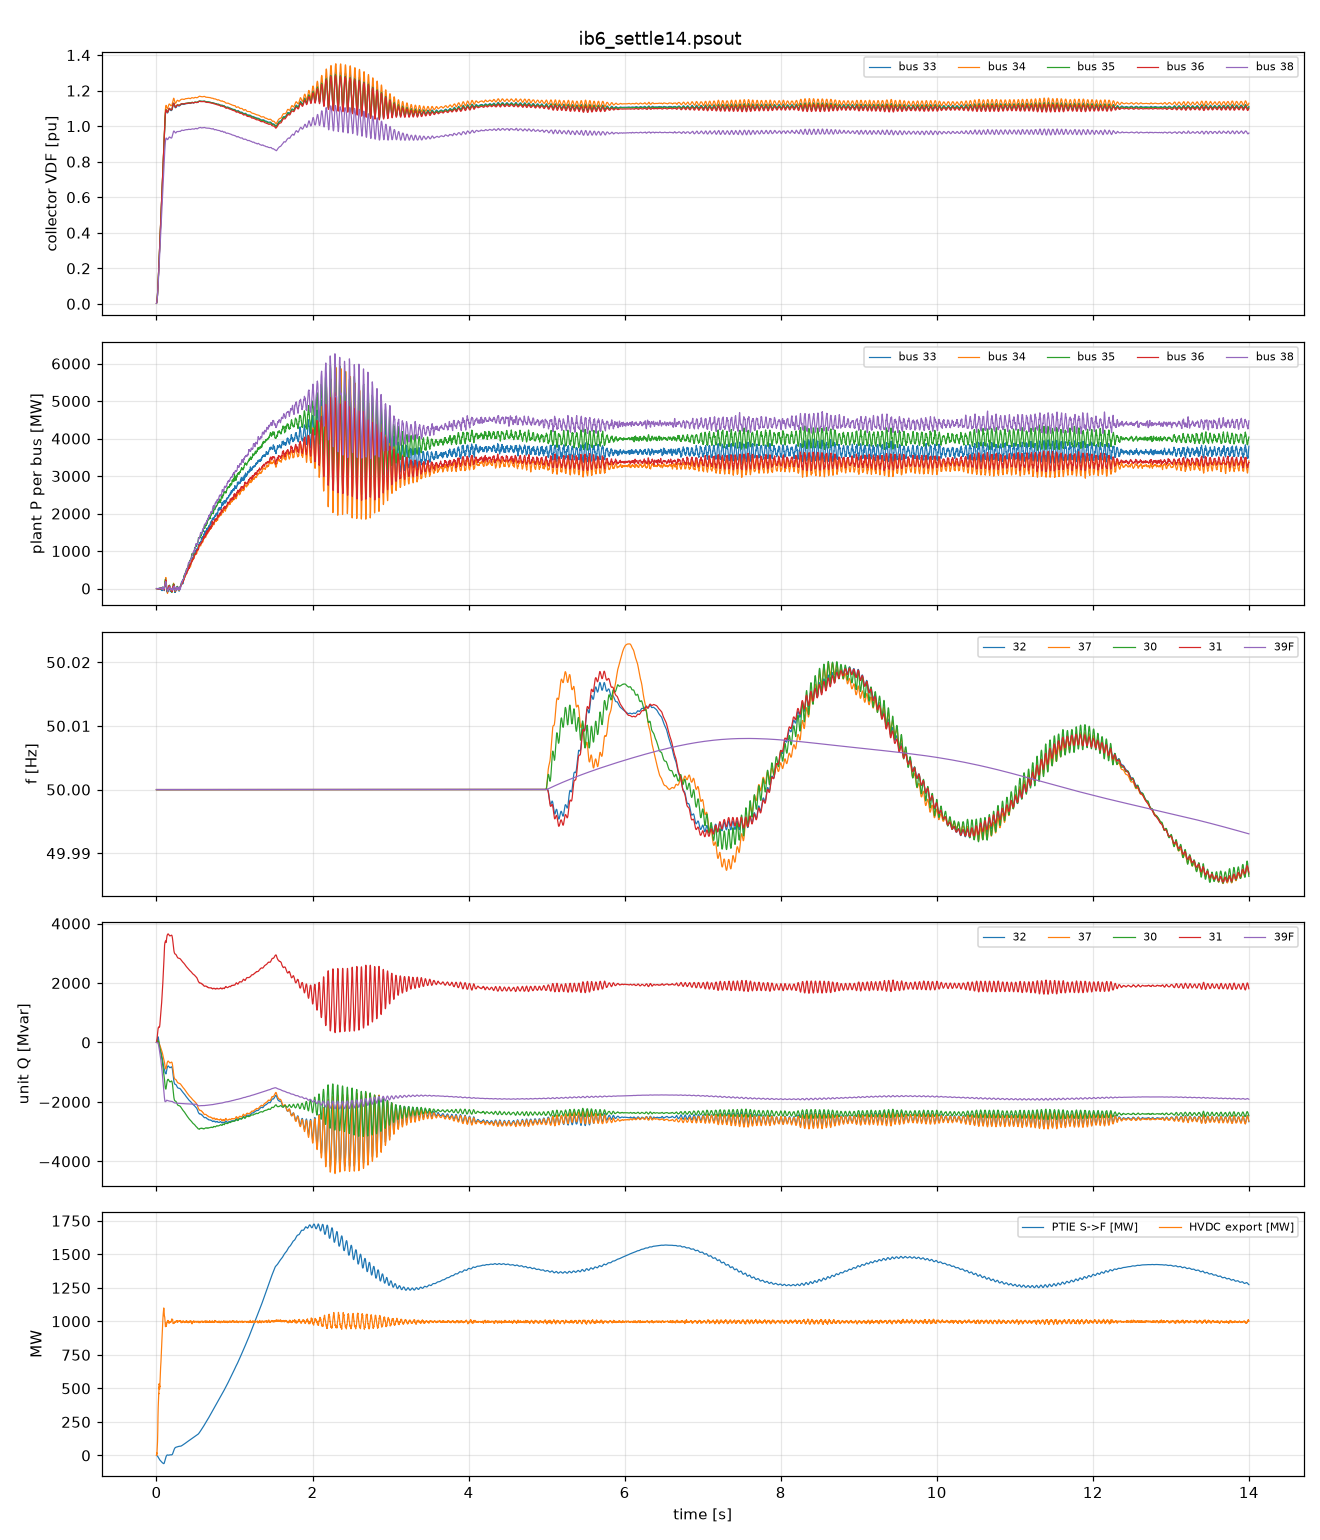 ib6_settle14.psout
collector VDF [pu]
1.4
1.2
1.0
0.8
0.6
0.4
0.2
0.0
bus 33 bus 34 bus 35 bus 36 bus 38
plant P per bus [MW]
6000
5000
4000
3000
2000
1000
0
bus 33 bus 34 bus 35 bus 36 bus 38
f [Hz]
50.02
50.01
50.00
49.99
32 37 30 31 39F
unit Q [Mvar]
4000
2000
0
−2000
−4000
32 37 30 31 39F
MW
1750
1500
1250
1000
750
500
250
0
PTIE S->F [MW] HVDC export [MW]
0 2 4 6 8 10 12 14
time [s]